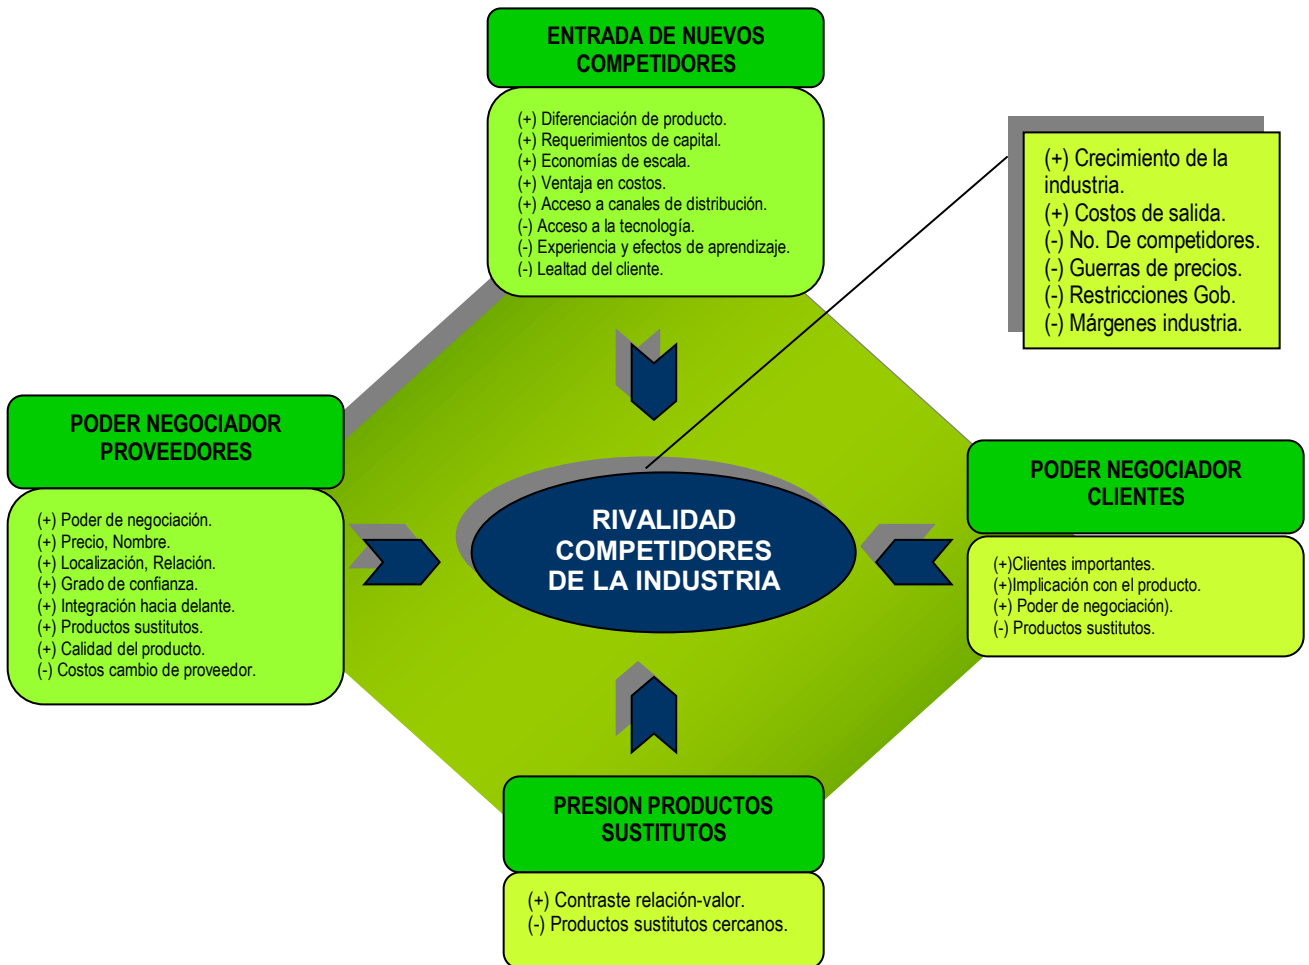 ENTRADA DE NUEVOS
COMPETIDORES
(+) Diferenciación de producto.
(+) Requerimientos de capital.
(+) Economías de escala.
(+) Ventaja en costos.
(+) Acceso a canales de distribución.
(-) Acceso a la tecnología.
(-) Experiencia y efectos de aprendizaje.
(-) Lealtad del cliente.
(+) Crecimiento de la
industria.
(+) Costos de salida.
(-) No. De competidores.
(-) Guerras de precios.
(-) Restricciones Gob.
(-) Márgenes industria.
PODER NEGOCIADOR
PROVEEDORES
(+) Poder de negociación.
(+) Precio, Nombre.
(+) Localización, Relación.
(+) Grado de confianza.
(+) Integración hacia delante.
(+) Productos sustitutos.
(+) Calidad del producto.
(-) Costos cambio de proveedor.
RIVALIDAD
COMPETIDORES
DE LA INDUSTRIA
PODER NEGOCIADOR
CLIENTES
(+)Clientes importantes.
(+)Implicación con el producto.
(+) Poder de negociación).
(-) Productos sustitutos.
PRESION PRODUCTOS
SUSTITUTOS
(+) Contraste relación-valor.
(-) Productos sustitutos cercanos.